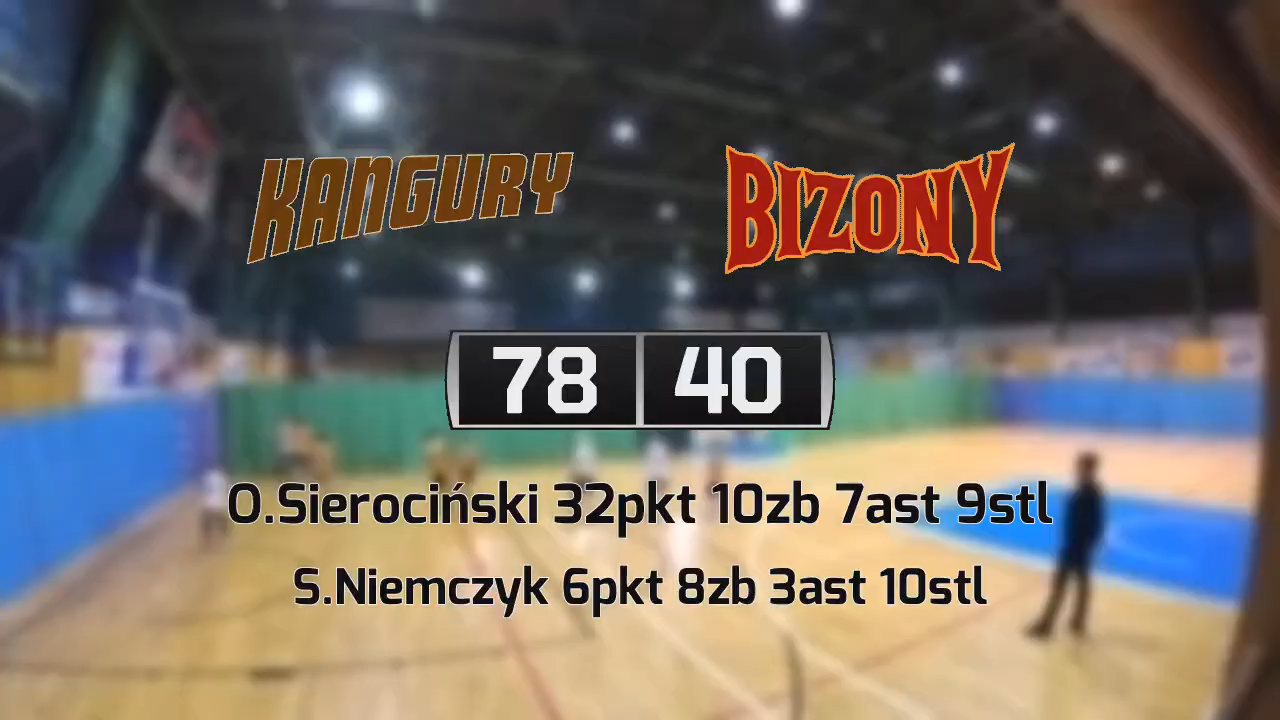 KANGURY BIZONY
78 40
O.Sierociński 32pkt 10zb 7ast 9stl
S.Niemczyk 6pkt 8zb 3ast 10stl